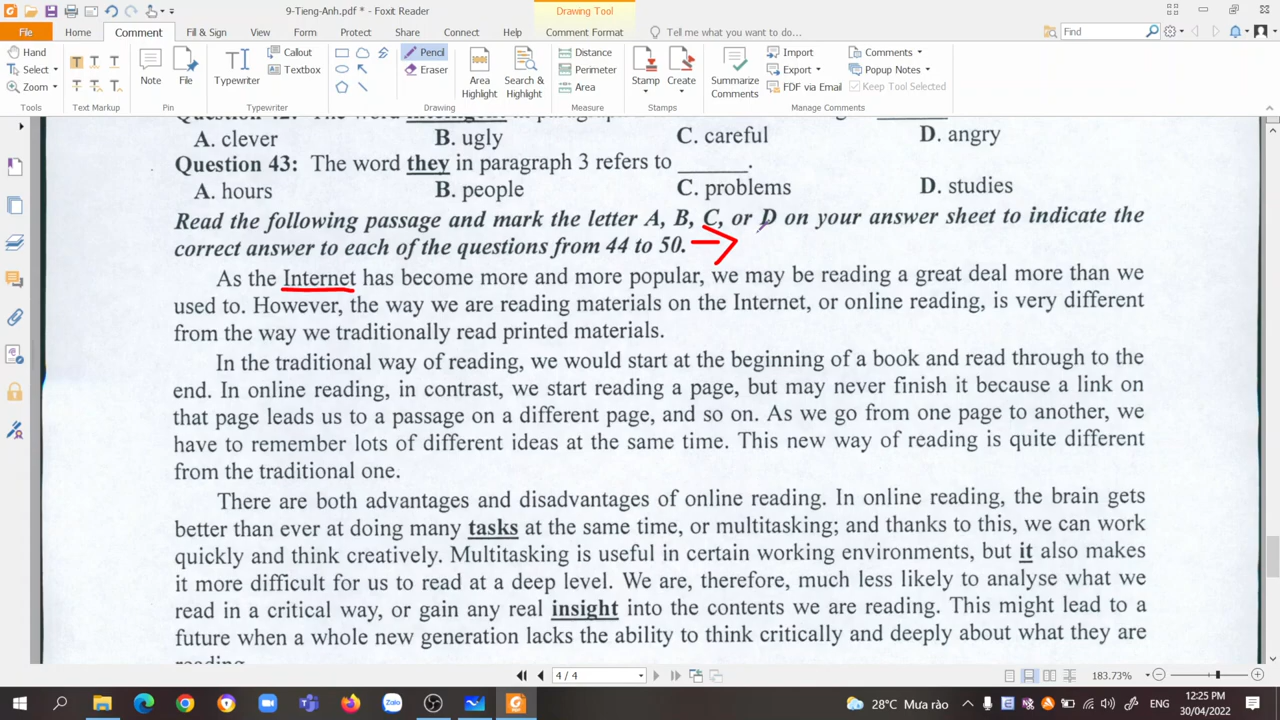 9-Tieng-Anh.pdf * - Foxit Reader
Drawing Tool
File
Home
Comment
Fill & Sign
View
Form
Protect
Share
Connect
Help
Comment Format
Tell me what you want to do...
Find
Hand
Select
Zoom
Tools
Text Markup
Note
File
Pin
Typewriter
Callout
Textbox
Typewriter
Pencil
Eraser
Drawing
Area Highlight
Search & Highlight
Distance
Perimeter
Area
Measure
Stamp
Create
Stamps
Summarize Comments
Import
Export
FDF via Email
Comments
Popup Notes
Keep Tool Selected
Manage Comments
A. clever B. ugly C. careful D. angry
Question 43: The word they in paragraph 3 refers to ______.
A. hours B. people C. problems D. studies
Read the following passage and mark the letter A, B, C, or D on your answer sheet to indicate the
correct answer to each of the questions from 44 to 50.
As the Internet has become more and more popular, we may be reading a great deal more than we
used to. However, the way we are reading materials on the Internet, or online reading, is very different
from the way we traditionally read printed materials.
In the traditional way of reading, we would start at the beginning of a book and read through to the
end. In online reading, in contrast, we start reading a page, but may never finish it because a link on
that page leads us to a passage on a different page, and so on. As we go from one page to another, we
have to remember lots of different ideas at the same time. This new way of reading is quite different
from the traditional one.
There are both advantages and disadvantages of online reading. In online reading, the brain gets
better than ever at doing many tasks at the same time, or multitasking; and thanks to this, we can work
quickly and think creatively. Multitasking is useful in certain working environments, but it also makes
it more difficult for us to read at a deep level. We are, therefore, much less likely to analyse what we
read in a critical way, or gain any real insight into the contents we are reading. This might lead to a
future when a whole new generation lacks the ability to think critically and deeply about what they are
4 / 4
183.73%
Zalo
28°C Mưa rào
12:25 PM
30/04/2022